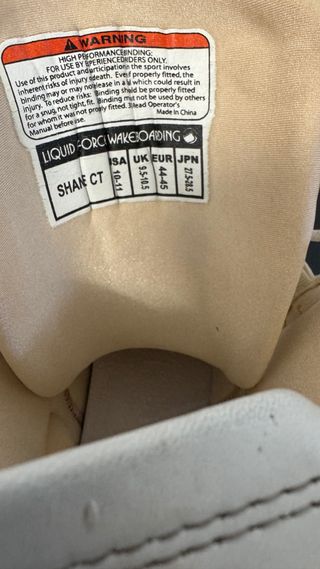 WARNING
HIGH PERFORMANCE BINDING:
FOR USE BY EXPERIENCED RIDERS ONLY.
Use of this product and participation in the sport involves
inherent risks of injury or death. Even if properly fitted, the
binding may or may not release in a fall which could result in
injury. To reduce risks: Binding should be properly fitted
for a snug, not tight, fit. Binding must not be used by others
for whom it was not properly fitted. Read Operator's
Manual before use.
Made In China
LIQUID FORCE WAKEBOARDING
SHANE CT
USA 10-11
UK 9.5-10.5
EUR 44-45
JPN 27.5-28.5